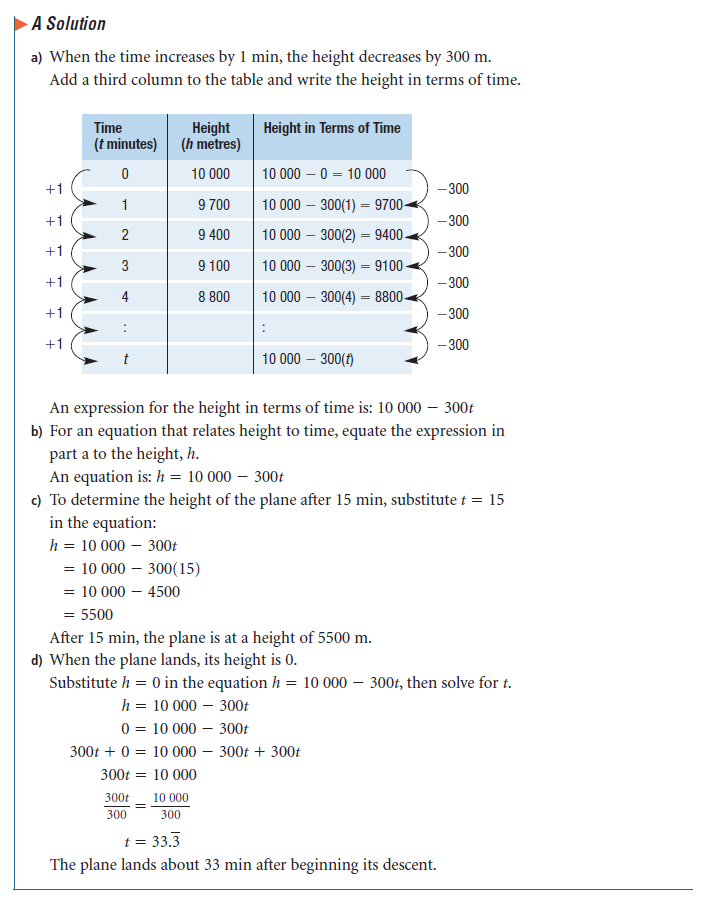 A Solution
a) When the time increases by 1 min, the height decreases by 300 m.
Add a third column to the table and write the height in terms of time.
Time Height Height in Terms of Time
(t minutes) (h metres)
0 10 000 10 000 – 0 = 10 000
+1 –300
1 9 700 10 000 – 300(1) = 9700
+1 –300
2 9 400 10 000 – 300(2) = 9400
+1 –300
3 9 100 10 000 – 300(3) = 9100
+1 –300
4 8 800 10 000 – 300(4) = 8800
+1 –300
: :
+1 –300
t 10 000 – 300(t)
An expression for the height in terms of time is: 10 000 – 300t
b) For an equation that relates height to time, equate the expression in
part a to the height, h.
An equation is: h = 10 000 – 300t
c) To determine the height of the plane after 15 min, substitute t = 15
in the equation:
h = 10 000 – 300t
= 10 000 – 300(15)
= 10 000 – 4500
= 5500
After 15 min, the plane is at a height of 5500 m.
d) When the plane lands, its height is 0.
Substitute h = 0 in the equation h = 10 000 – 300t, then solve for t.
h = 10 000 – 300t
0 = 10 000 – 300t
300t + 0 = 10 000 – 300t + 300t
300t = 10 000
300t/300 = 10 000/300
t = 33.3̅
The plane lands about 33 min after beginning its descent.